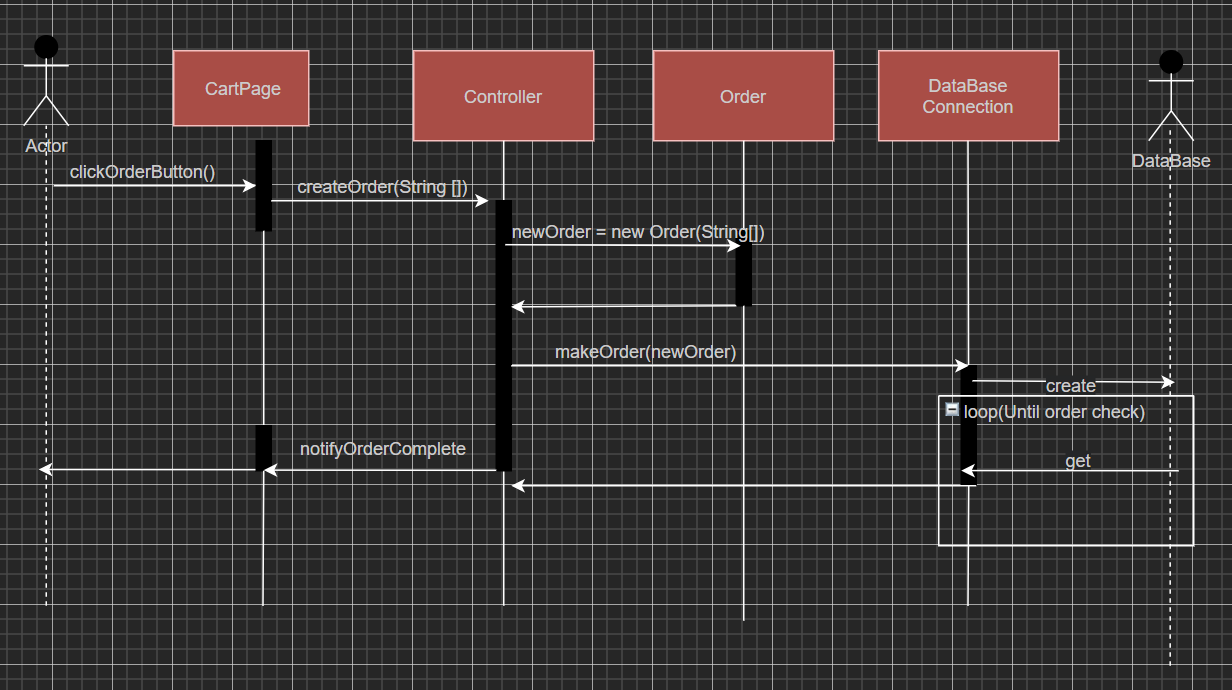 CartPage
Controller
Order
DataBase
Connection
Actor
DataBase
clickOrderButton()
createOrder(String [])
newOrder = new Order(String[])
makeOrder(newOrder)
create
loop(Until order check)
notifyOrderComplete
get